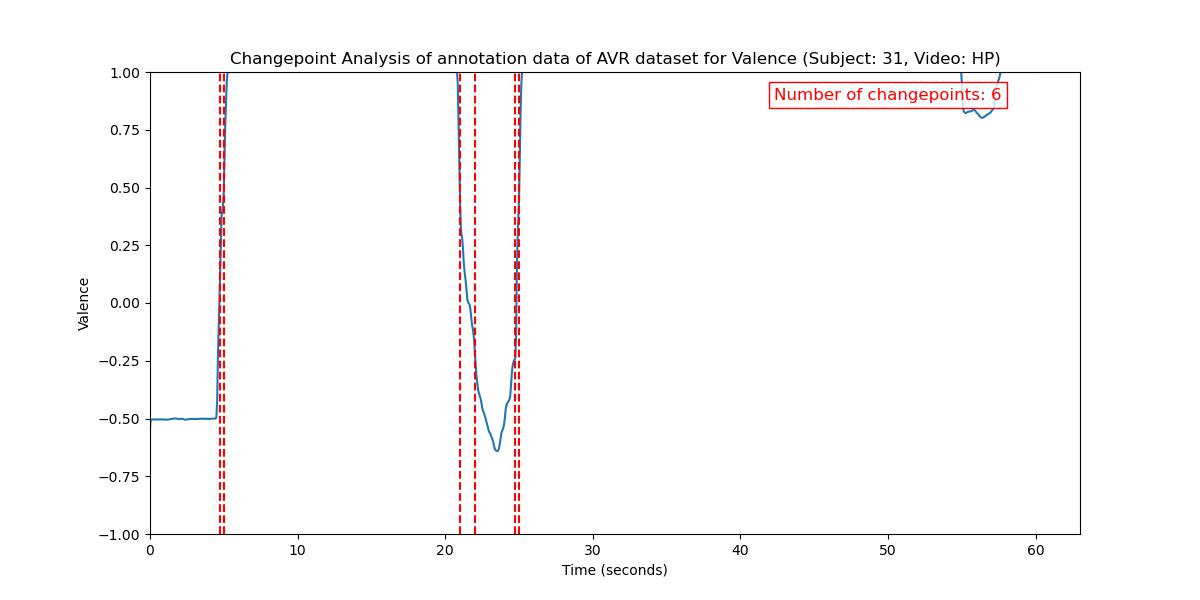 Changepoint Analysis of annotation data of AVR dataset for Valence (Subject: 31, Video: HP)
Number of changepoints: 6
1.00
0.75
0.50
0.25
0.00
−0.25
−0.50
−0.75
−1.00
Valence
0 10 20 30 40 50 60
Time (seconds)